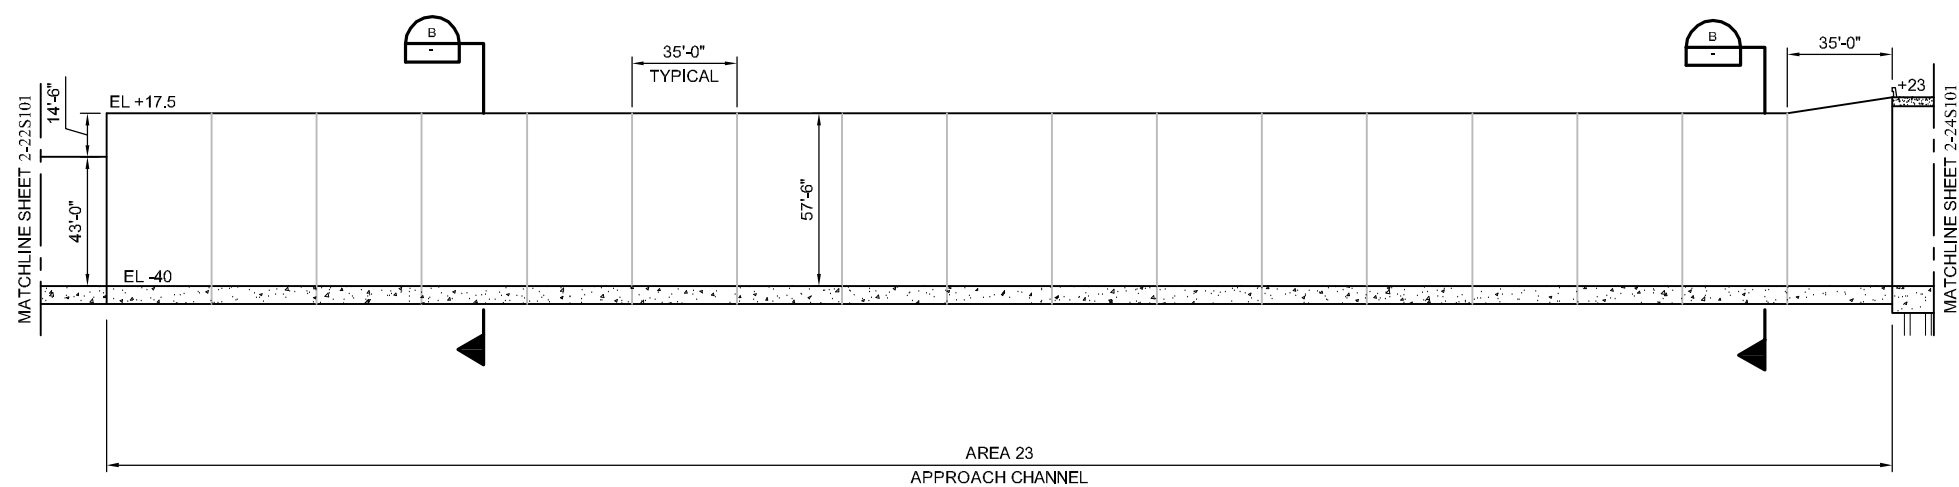 B
-
B
-
35'-0"
TYPICAL
35'-0"
EL +17.5
14'-6"
+23
MATCHLINE SHEET 2-22S101
43'-0"
57'-6"
MATCHLINE SHEET 2-24S101
EL -40
AREA 23
APPROACH CHANNEL